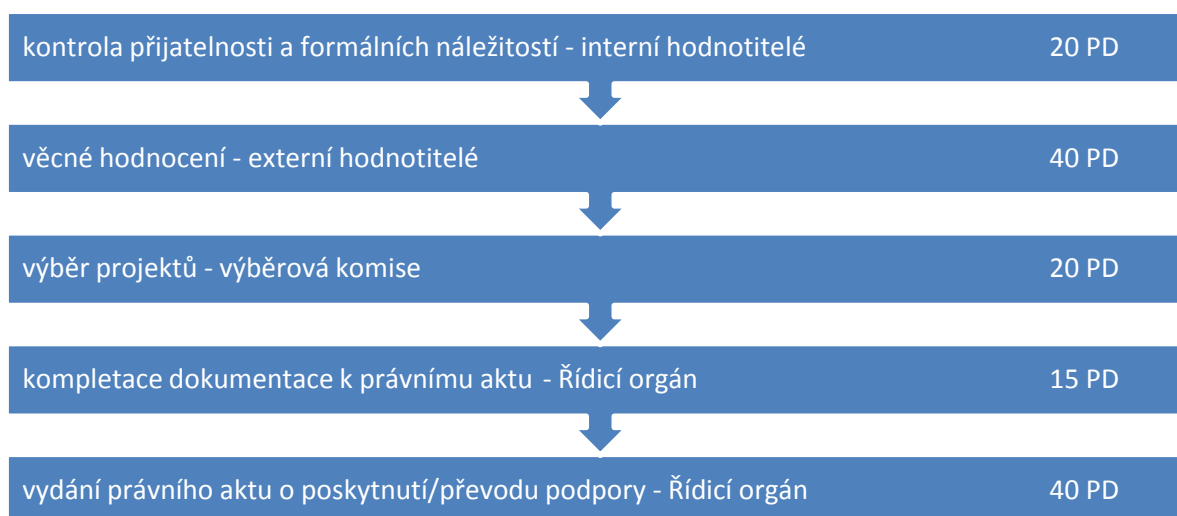 kontrola přijatelnosti a formálních náležitostí - interní hodnotitelé 20 PD
věcné hodnocení - externí hodnotitelé 40 PD
výběr projektů - výběrová komise 20 PD
kompletace dokumentace k právnímu aktu - Řídicí orgán 15 PD
vydání právního aktu o poskytnutí/převodu podpory - Řídicí orgán 40 PD